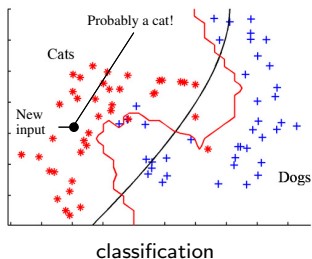 Probably a cat!
Cats
New
input
Dogs
classification